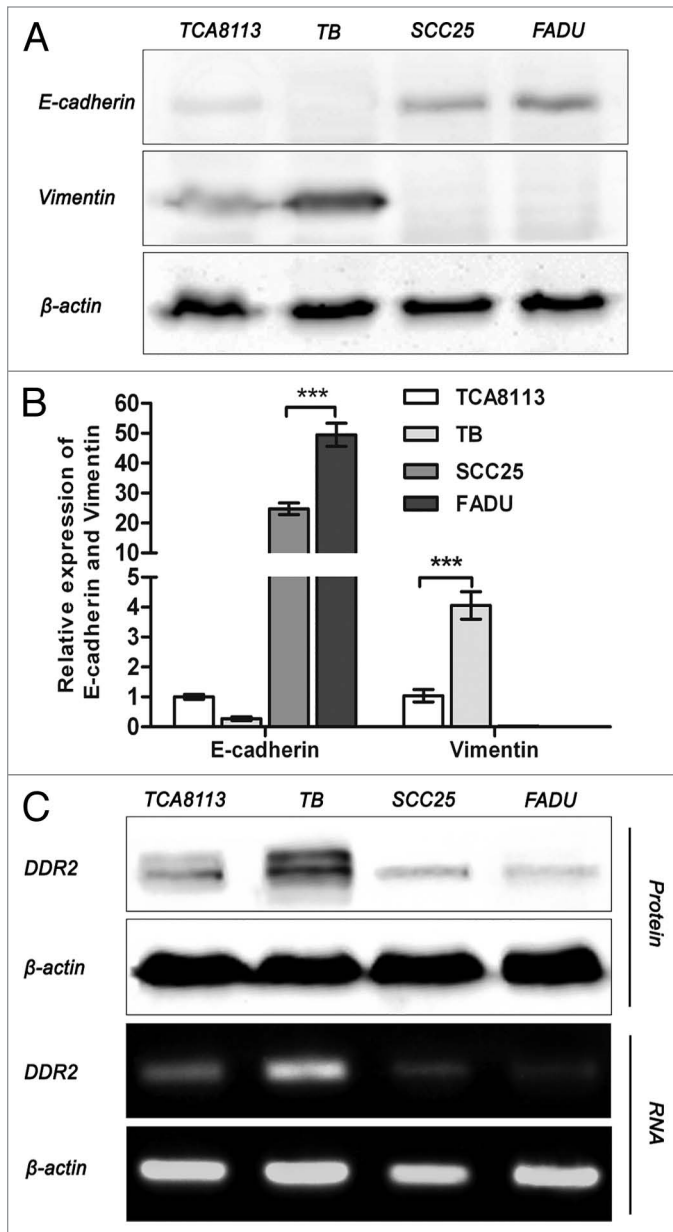 A
TCA8113 TB SCC25 FADU
E-cadherin
Vimentin
β-actin
B
Relative expression of
E-cadherin and Vimentin
60
50
40
30
20
10
5
4
3
2
1
0
***
***
TCA8113
TB
SCC25
FADU
E-cadherin Vimentin
C
TCA8113 TB SCC25 FADU
DDR2
β-actin
Protein
DDR2
β-actin
RNA